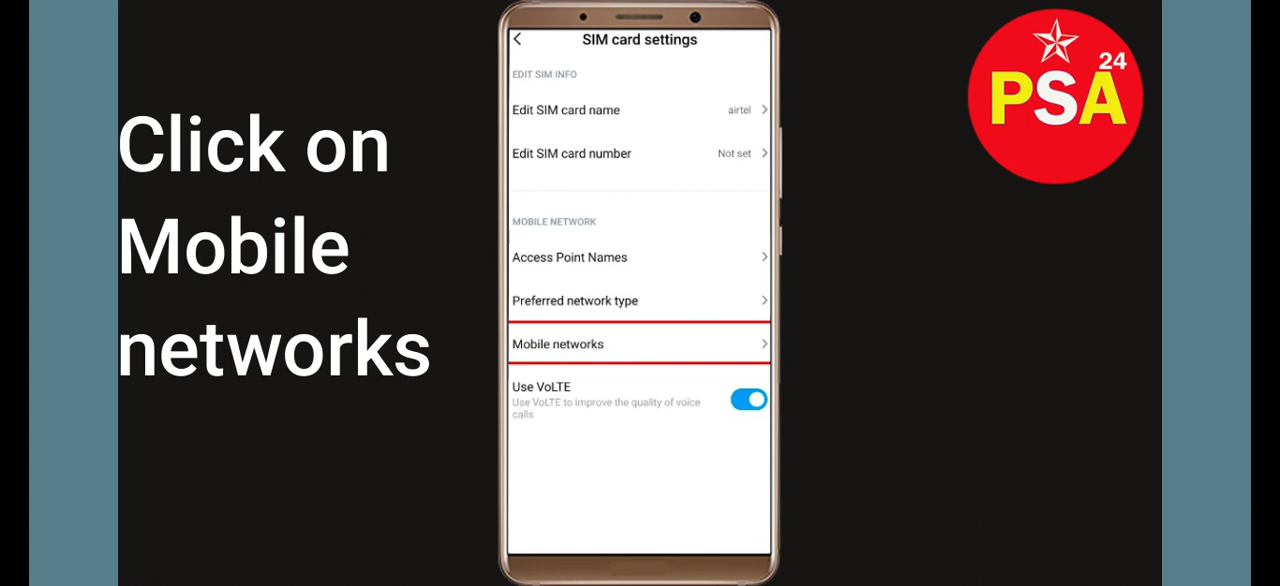 Click on
Mobile
networks
SIM card settings
EDIT SIM INFO
Edit SIM card name airtel
Edit SIM card number Not set
MOBILE NETWORK
Access Point Names
Preferred network type
Mobile networks
Use VoLTE
Use VoLTE to improve the quality of voice
calls
24
PSA